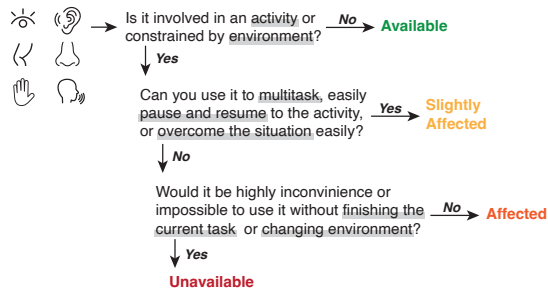 Is it involved in an activity or
constrained by environment?
No
Available
Yes
Can you use it to multitask, easily
pause and resume to the activity,
or overcome the situation easily?
Yes
Slightly
Affected
No
Would it be highly inconvinience or
impossible to use it without finishing the
current task or changing environment?
No
Affected
Yes
Unavailable